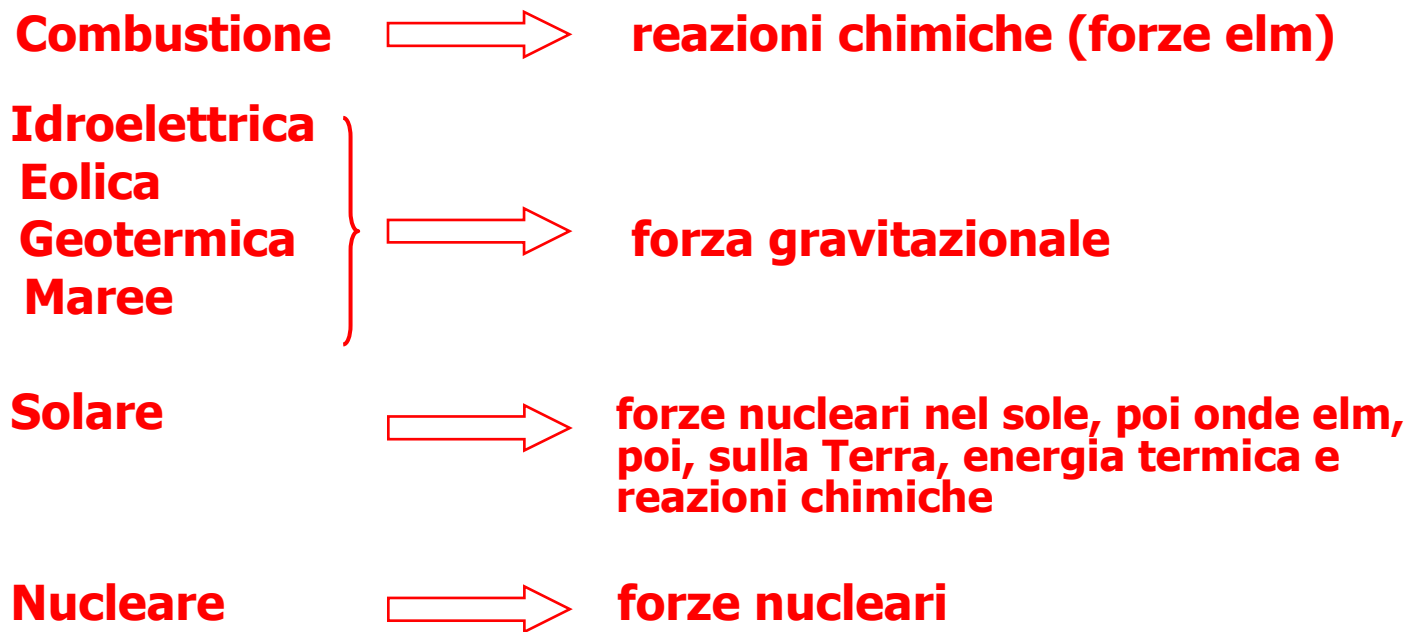 Combustione reazioni chimiche (forze elm)
Idroelettrica
Eolica
Geotermica forza gravitazionale
Maree
Solare forze nucleari nel sole, poi onde elm,
poi, sulla Terra, energia termica e
reazioni chimiche
Nucleare forze nucleari